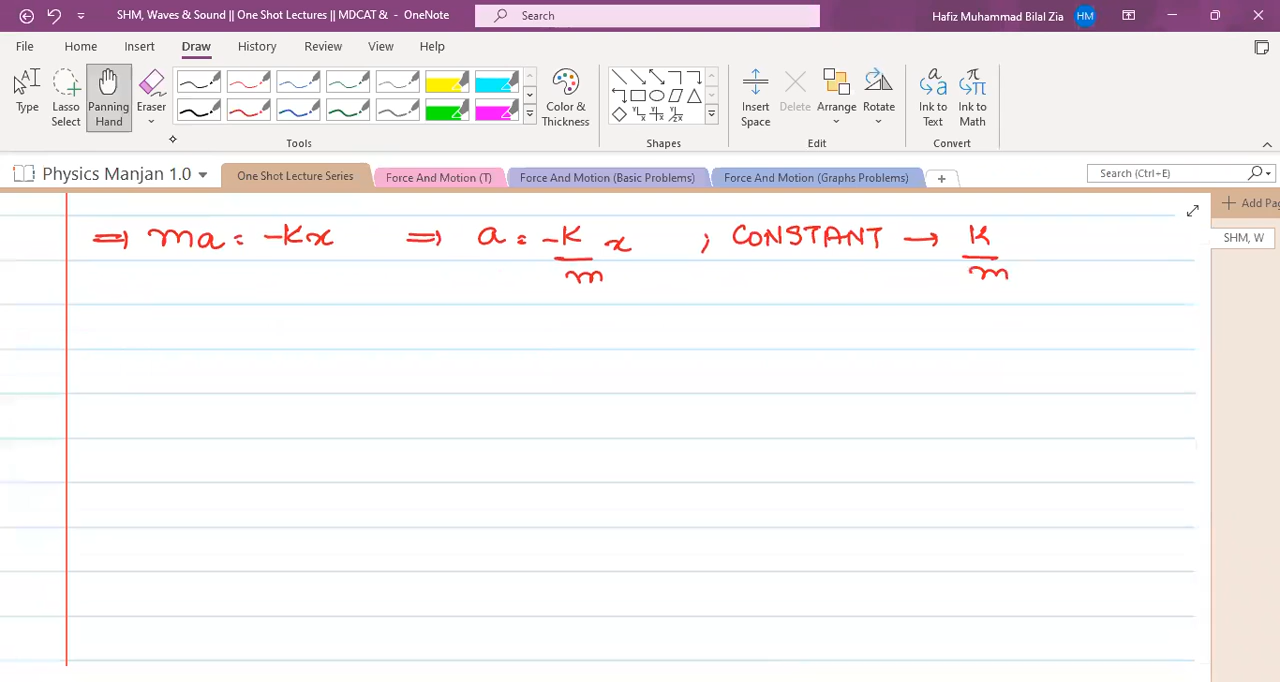 SHM, Waves & Sound || One Shot Lectures || MDCAT & - OneNote
Search
Hafiz Muhammad Bilal Zia
HM
File Home Insert Draw History Review View Help
Type
Lasso Select
Panning Hand
Eraser
Color & Thickness
Insert Space
Delete
Arrange
Rotate
Ink to Text
Ink to Math
Tools
Shapes
Edit
Convert
Physics Manjan 1.0
One Shot Lecture Series
Force And Motion (T)
Force And Motion (Basic Problems)
Force And Motion (Graphs Problems)
Search (Ctrl+E)
Add Pag
SHM, W
⇒ ma = -Kx ⇒ a = -K/m x ; CONSTANT → K/m